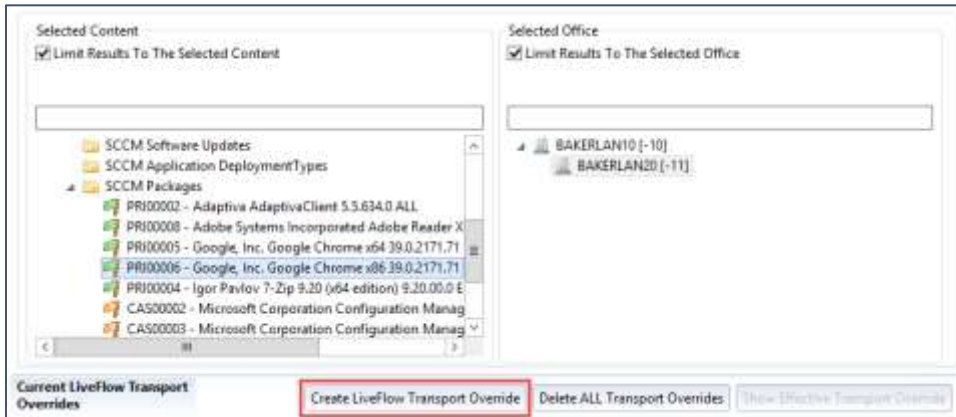 Selected Content
Limit Results To The Selected Content
SCCM Software Updates
SCCM Application DeploymentTypes
SCCM Packages
PRI00002 - Adaptiva AdaptivaClient 5.5.634.0 ALL
PRI00008 - Adobe Systems Incorporated Adobe Reader X
PRI00005 - Google, Inc. Google Chrome x64 39.0.2171.71
PRI00006 - Google, Inc. Google Chrome x86 39.0.2171.71
PRI00004 - Igor Pavlov 7-Zip 9.20 (x64 edition) 9.20.00.0 E
CAS00002 - Microsoft Corporation Configuration Manag
CAS00003 - Microsoft Corporation Configuration Manag
Selected Office
Limit Results To The Selected Office
BAKERLAN10 [-10]
BAKERLAN20 [-11]
Current LiveFlow Transport
Overrides
Create LiveFlow Transport Override
Delete ALL Transport Overrides
Show Effective Transport Override